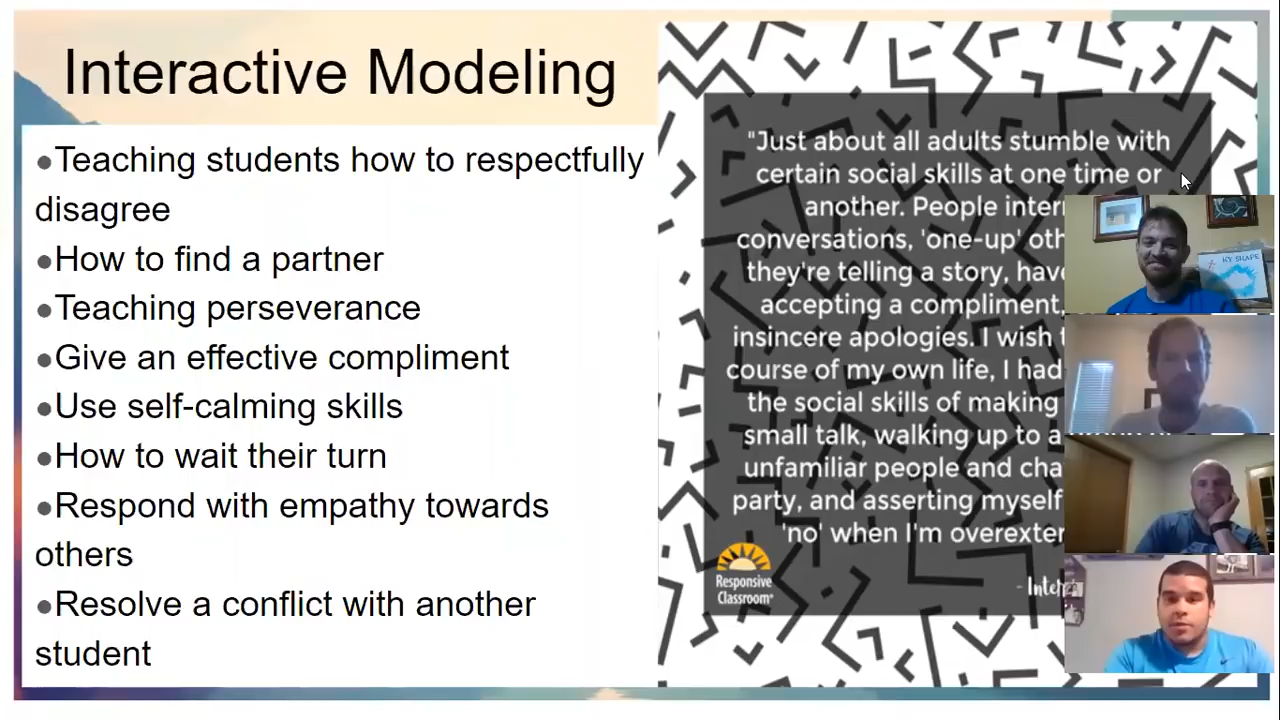 Interactive Modeling
●Teaching students how to respectfully
disagree
●How to find a partner
●Teaching perseverance
●Give an effective compliment
●Use self-calming skills
●How to wait their turn
●Respond with empathy towards
others
●Resolve a conflict with another
student
"Just about all adults stumble with
certain social skills at one time or
another. People
conversations, 'one-up'
they're telling a story, have
accepting a compliment,
insincere apologies. I wish
course of my own life, I had
the social skills of making
small talk, walking up to a
unfamiliar people and
party, and asserting myself
'no' when I'm
Responsive
Classroom®
-
KY SHAPE